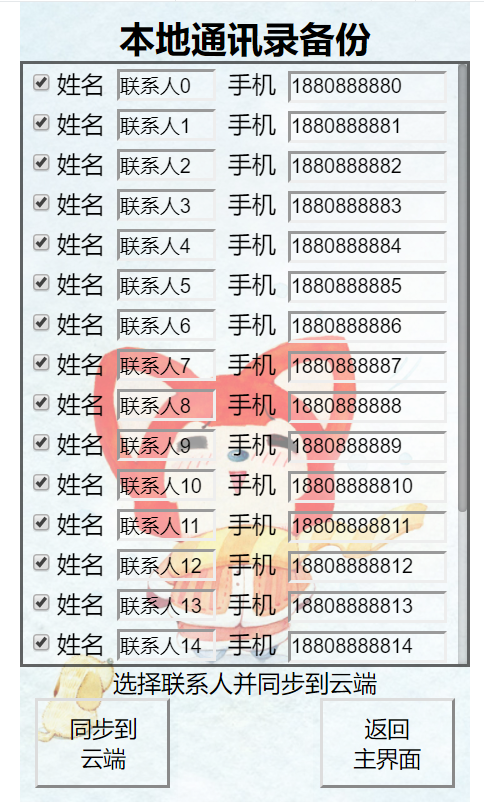 本地通讯录备份
姓名 联系人0 手机 1880888880
姓名 联系人1 手机 1880888881
姓名 联系人2 手机 1880888882
姓名 联系人3 手机 1880888883
姓名 联系人4 手机 1880888884
姓名 联系人5 手机 1880888885
姓名 联系人6 手机 1880888886
姓名 联系人7 手机 1880888887
姓名 联系人8 手机 1880888888
姓名 联系人9 手机 1880888889
姓名 联系人10 手机 18808888810
姓名 联系人11 手机 18808888811
姓名 联系人12 手机 18808888812
姓名 联系人13 手机 18808888813
姓名 联系人14 手机 18808888814
选择联系人并同步到云端
同步到
云端
返回
主界面